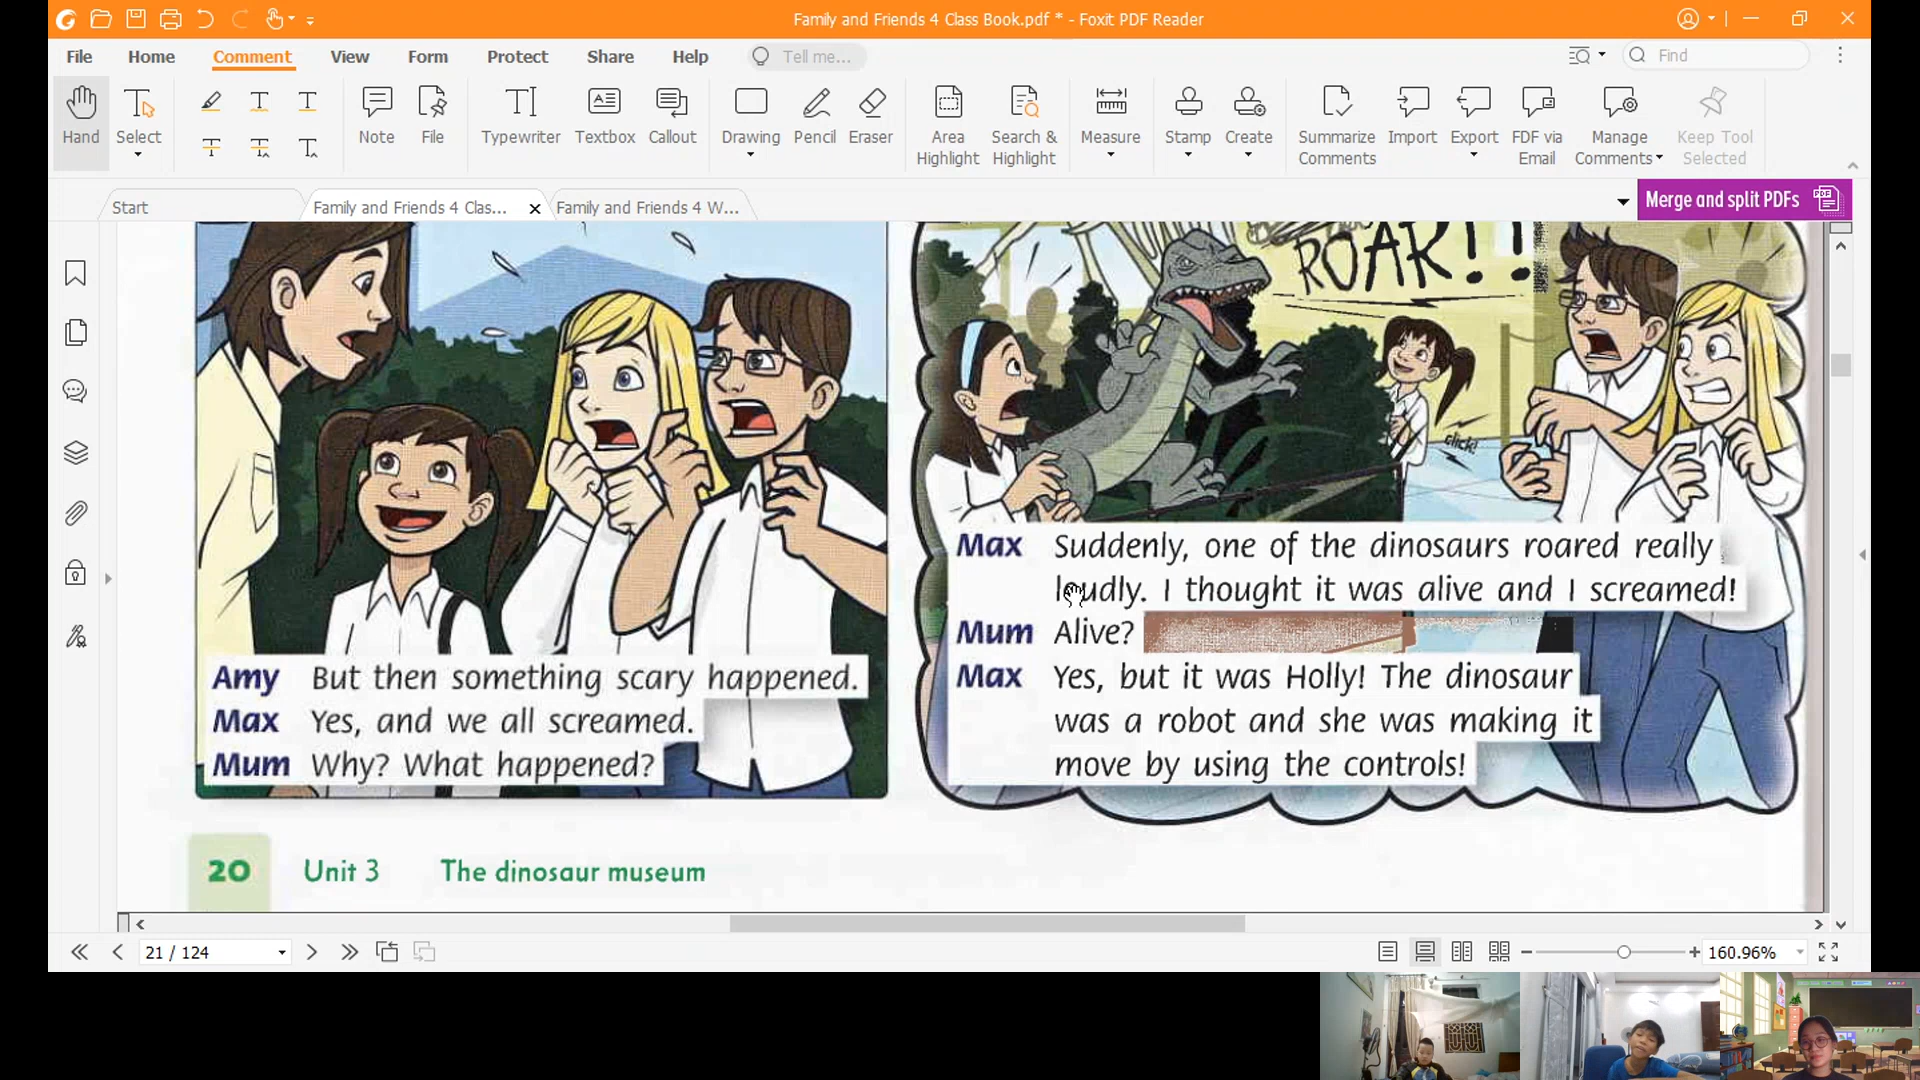 Family and Friends 4 Class Book.pdf * - Foxit PDF Reader
File Home Comment View Form Protect Share Help Tell me... Find
Hand Select Note File Typewriter Textbox Callout Drawing Pencil Eraser Area Highlight Search & Highlight Measure Stamp Create Summarize Comments Import Export FDF via Email Manage Comments Keep Tool Selected
Start Family and Friends 4 Clas... Family and Friends 4 W... Merge and split PDFs
ROAR!!
click!
Amy But then something scary happened.
Max Yes, and we all screamed.
Mum Why? What happened?
Max Suddenly, one of the dinosaurs roared really
loudly. I thought it was alive and I screamed!
Mum Alive?
Max Yes, but it was Holly! The dinosaur
was a robot and she was making it
move by using the controls!
20 Unit 3 The dinosaur museum
21 / 124 160.96%